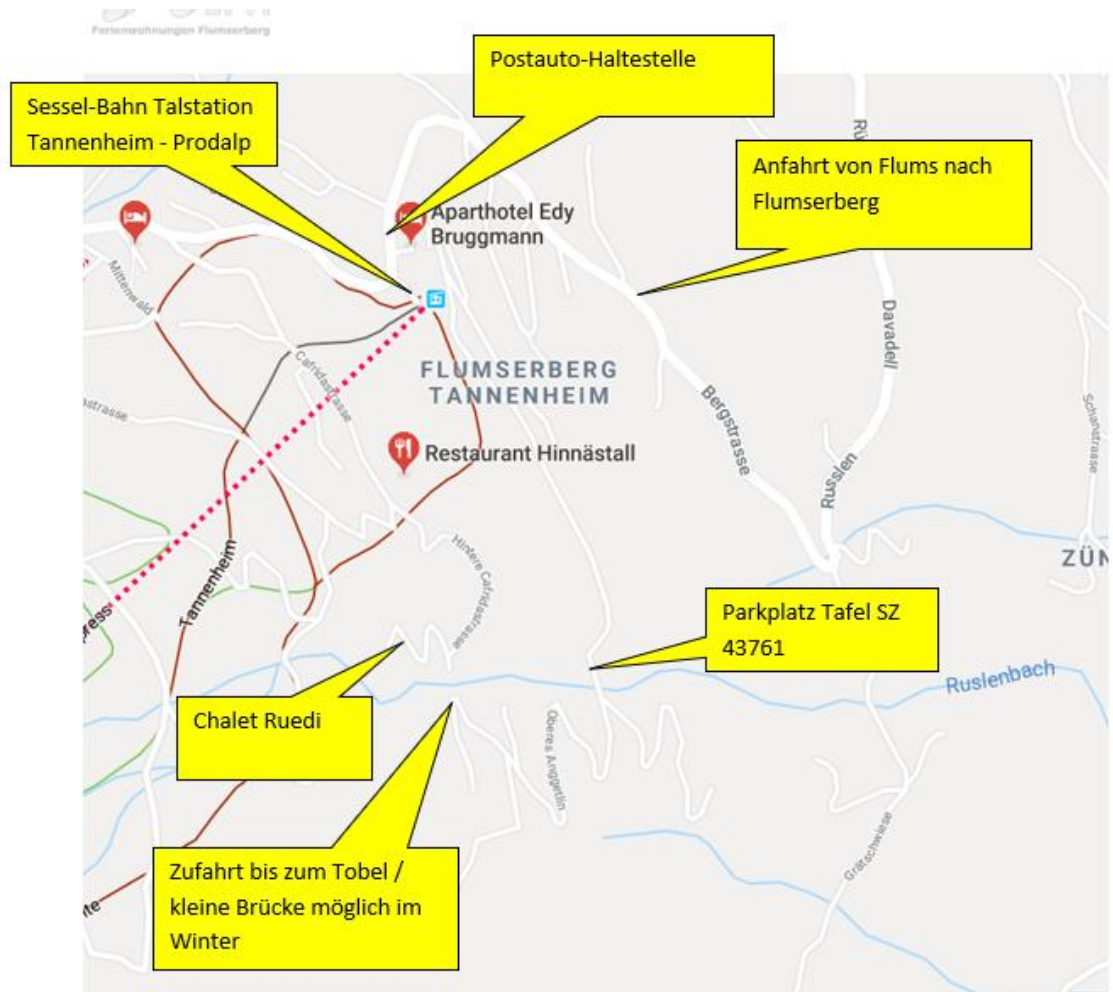 Ferienwohnungen Flumserberg
Postauto-Haltestelle
Sessel-Bahn Talstation
Tannenheim - Prodalp
Anfahrt von Flums nach
Flumserberg
Aparthotel Edy
Bruggmann
Mittenwald
Cafridastrasse
Davadell
FLUMSERBERG
TANNENHEIM
Bergstrasse
Schanstrasse
Restaurant Hinnästall
Russlen
Tannenheim
Hintere Cafridastrasse
Parkplatz Tafel SZ
43761
Ruslenbach
Chalet Ruedi
Oberes Anggetlin
Zufahrt bis zum Tobel /
kleine Brücke möglich im
Winter
Grätschwiese